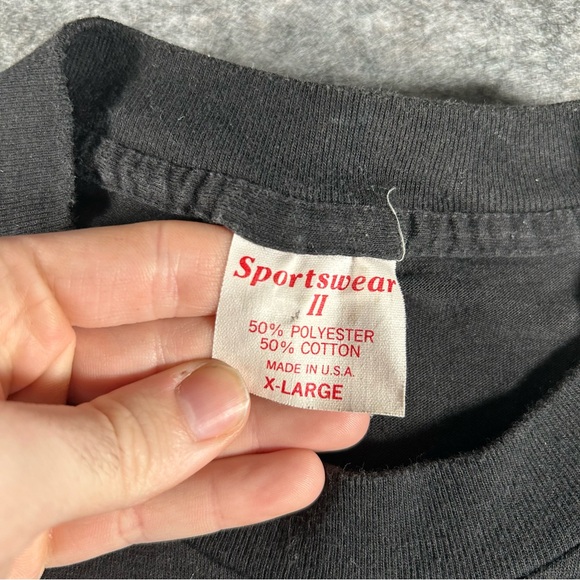 Sportswear
II
50% POLYESTER
50% COTTON
MADE IN U.S.A.
X-LARGE